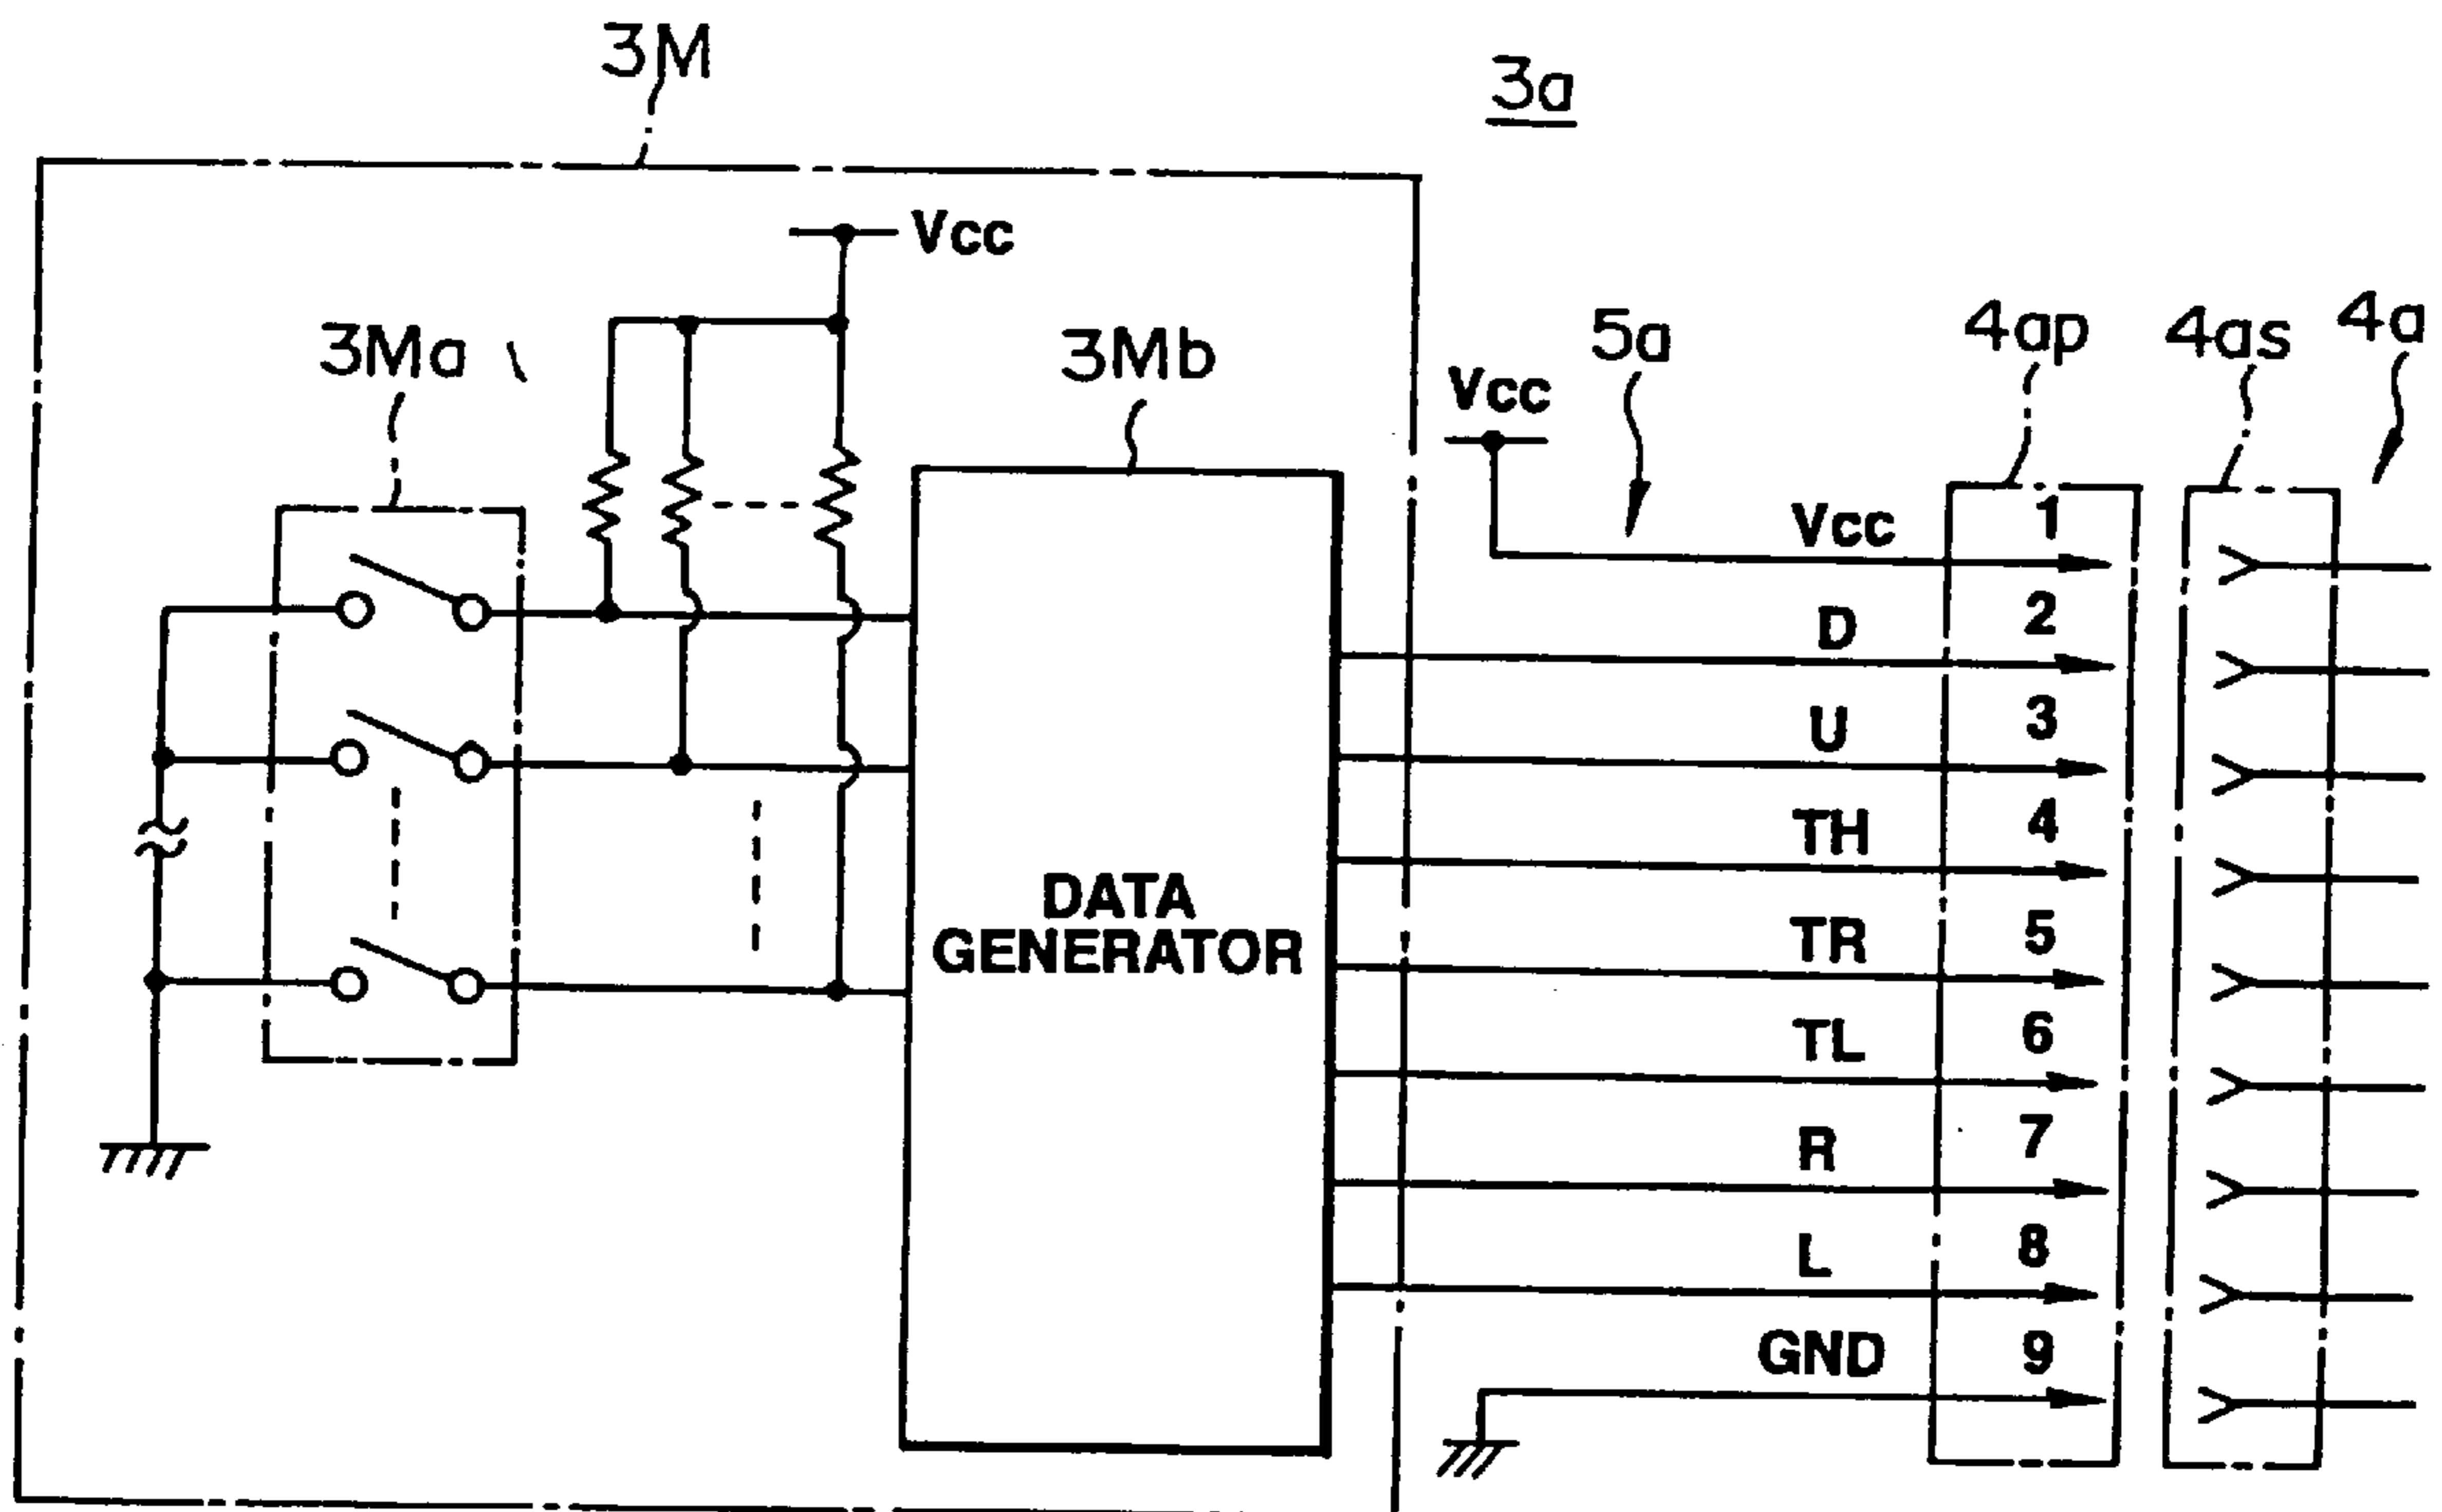 3M
3a
Vcc
3Ma
3Mb
5a
4ap
4as
4a
Vcc
Vcc 1
D 2
U 3
TH 4
DATA
GENERATOR
TR 5
TL 6
R 7
L 8
GND 9